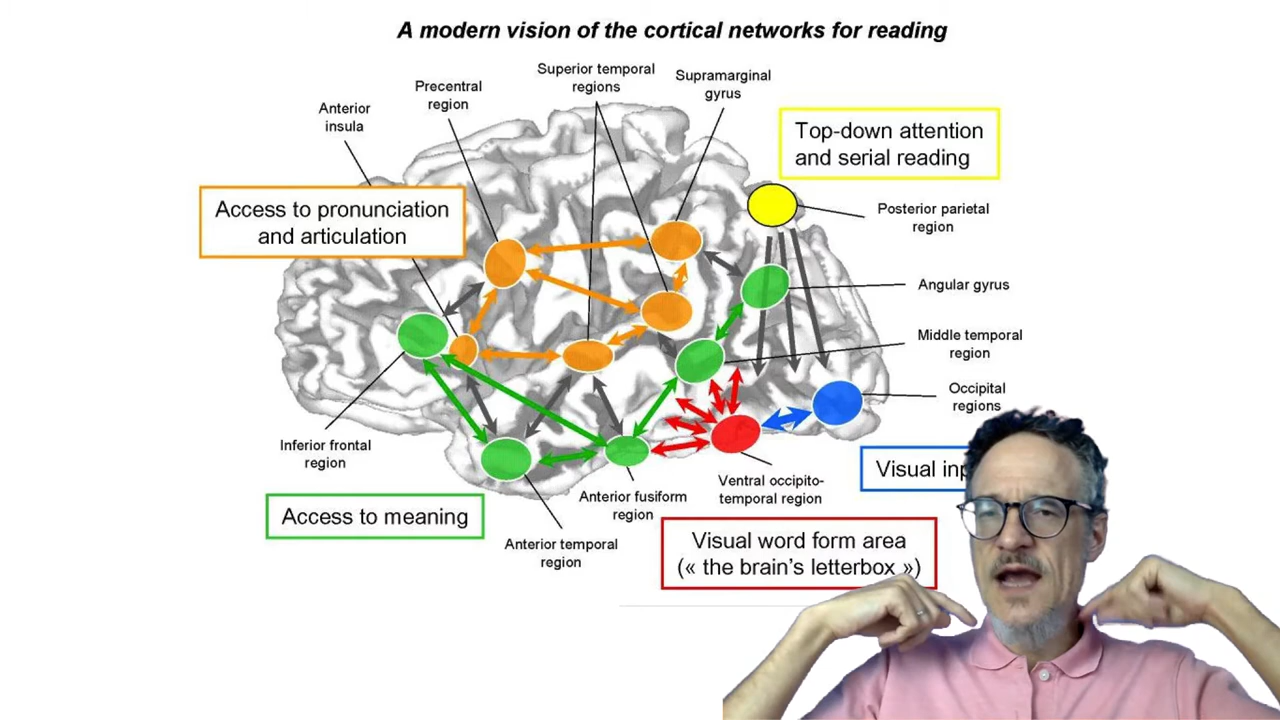 A modern vision of the cortical networks for reading
Superior temporal
regions
Supramarginal
gyrus
Precentral
region
Anterior
insula
Top-down attention
and serial reading
Access to pronunciation
and articulation
Posterior parietal
region
Angular gyrus
Middle temporal
region
Occipital
regions
Inferior frontal
region
Visual
Ventral occipito-
temporal region
Anterior fusiform
region
Access to meaning
Anterior temporal
region
Visual word form area
(« the brain's letterbox »)